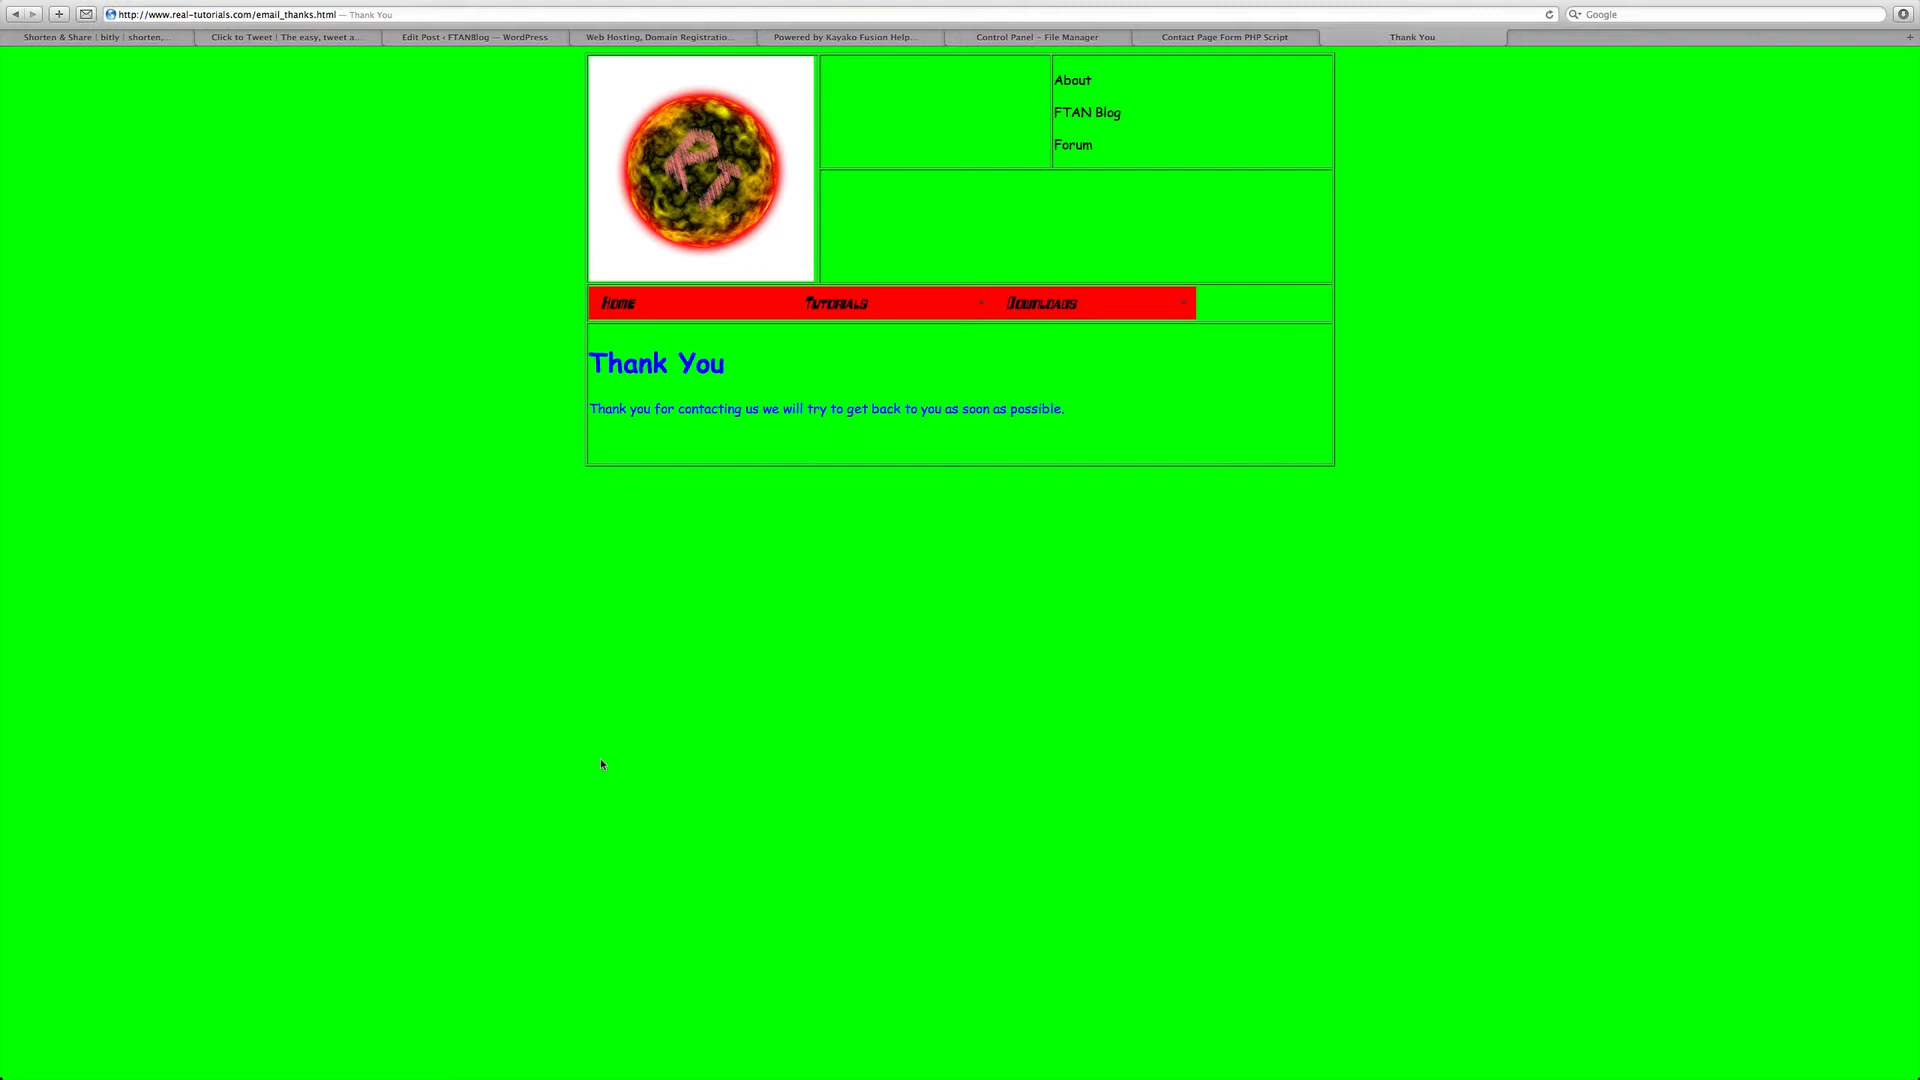 http://www.real-tutorials.com/email_thanks.html — Thank You
Google
Shorten & Share | bitly | shorten,...
Click to Tweet | The easy, tweet a...
Edit Post ‹ FTANBlog — WordPress
Web Hosting, Domain Registratio...
Powered by Kayako Fusion Help...
Control Panel – File Manager
Contact Page Form PHP Script
Thank You
About
FTAN Blog
Forum
Home
Tutorials
Downloads
Thank You
Thank you for contacting us we will try to get back to you as soon as possible.